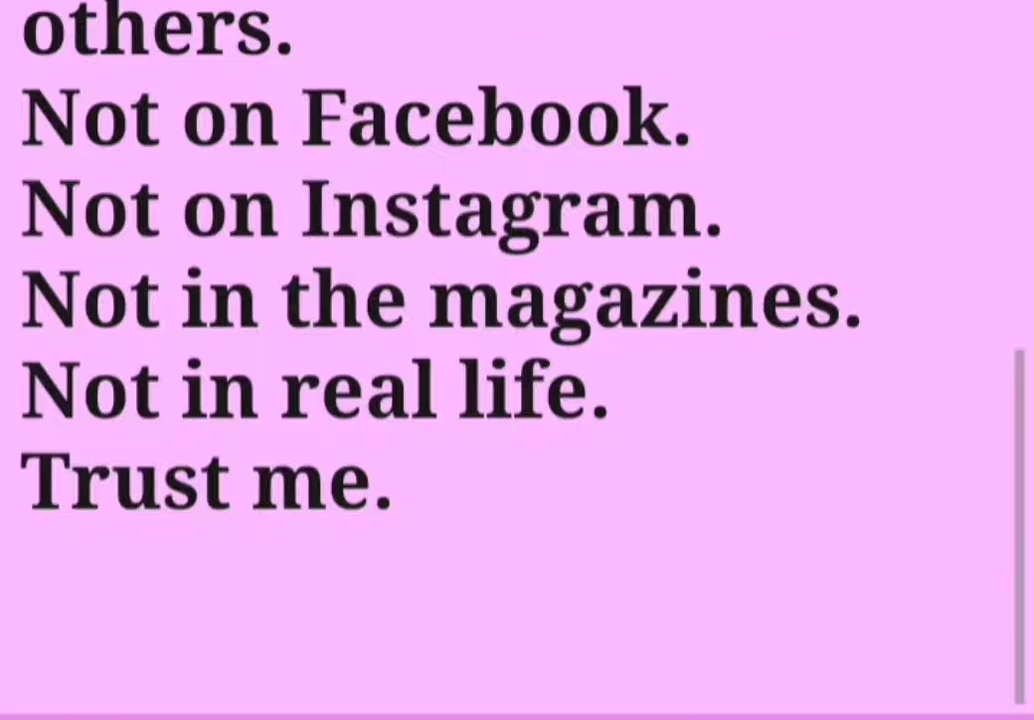 others.
Not on Facebook.
Not on Instagram.
Not in the magazines.
Not in real life.
Trust me.